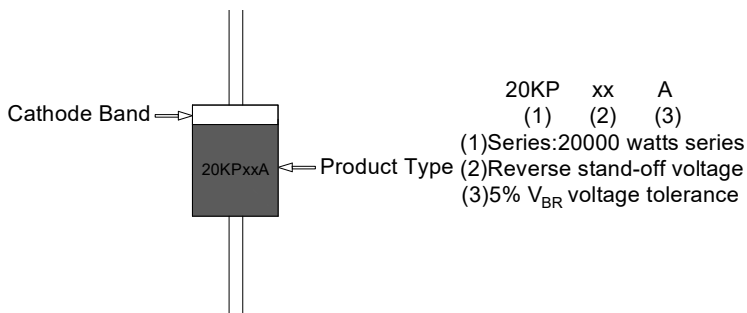 Cathode Band
20KPxxA
Product Type
20KP xx A
(1) (2) (3)
(1)Series:20000 watts series
(2)Reverse stand-off voltage
(3)5% VBR voltage tolerance